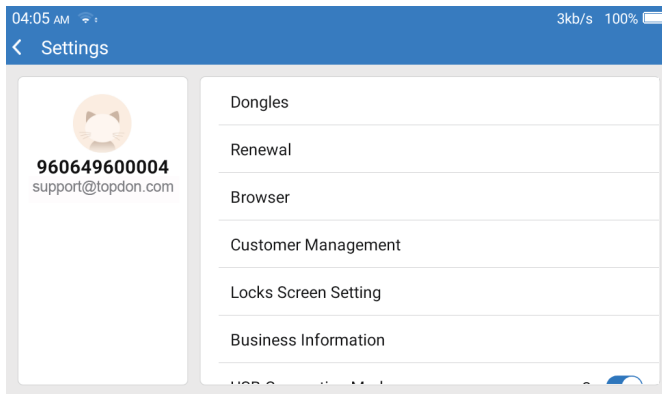 04:05 AM 3kb/s 100%
Settings
960649600004
support@topdon.com
Dongles
Renewal
Browser
Customer Management
Locks Screen Setting
Business Information